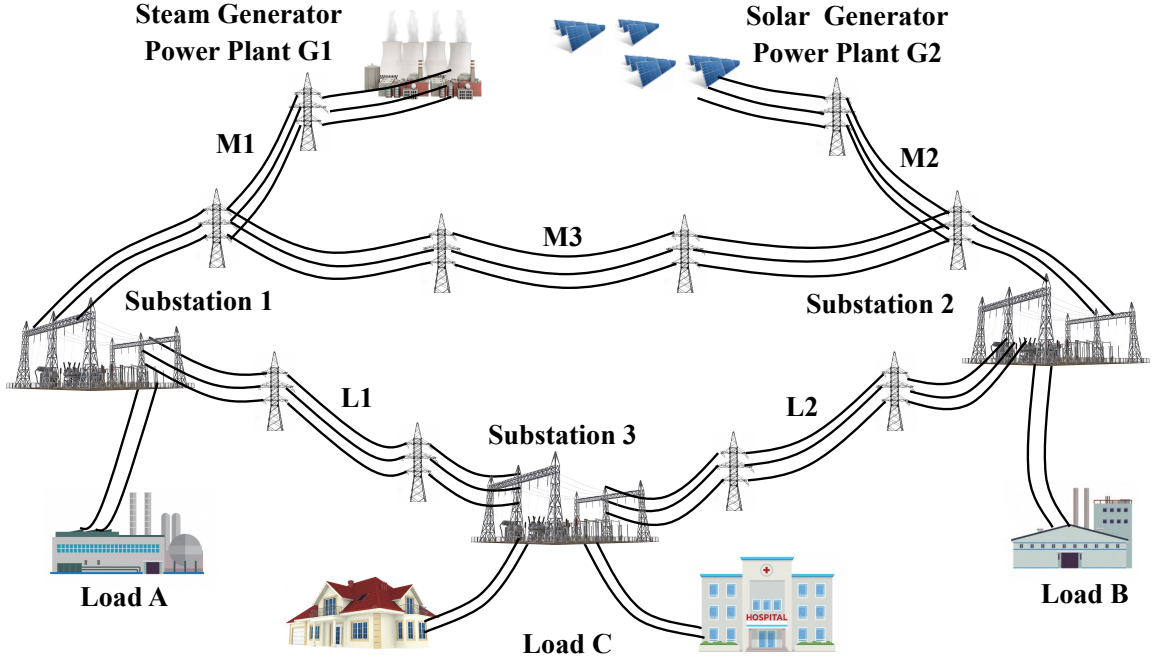 Steam Generator
Power Plant G1
Solar Generator
Power Plant G2
M1
M2
M3
Substation 1
Substation 2
L1
L2
Substation 3
Load A
HOSPITAL
Load B
Load C